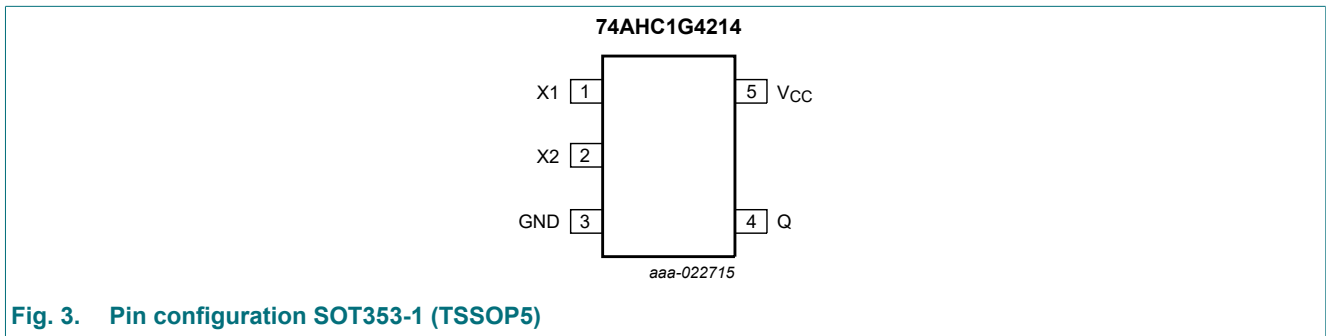 74AHC1G4214
X1 1
5 VCC
X2 2
GND 3
4 Q
aaa-022715
Fig. 3. Pin configuration SOT353-1 (TSSOP5)